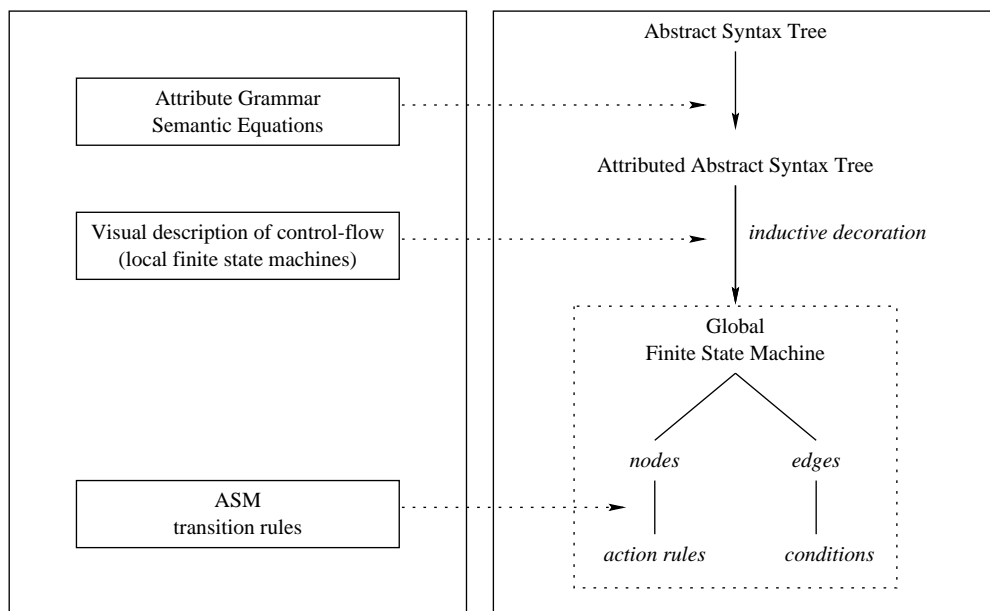 Attribute Grammar
Semantic Equations
Visual description of control-flow
(local finite state machines)
ASM
transition rules
Abstract Syntax Tree
Attributed Abstract Syntax Tree
inductive decoration
Global
Finite State Machine
nodes
edges
action rules
conditions